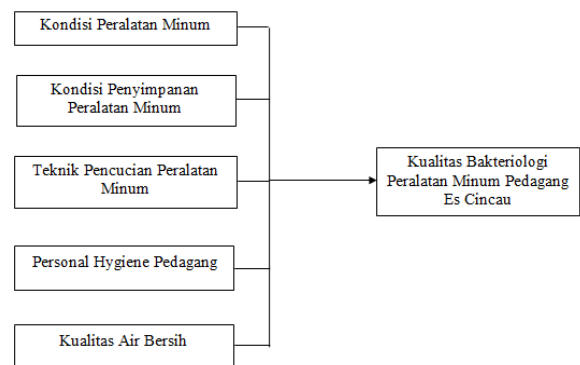 Kondisi Peralatan Minum
Kondisi Penyimpanan
Peralatan Minum
Teknik Pencucian Peralatan
Minum
Personal Hygiene Pedagang
Kualitas Air Bersih
Kualitas Bakteriologi
Peralatan Minum Pedagang
Es Cincau